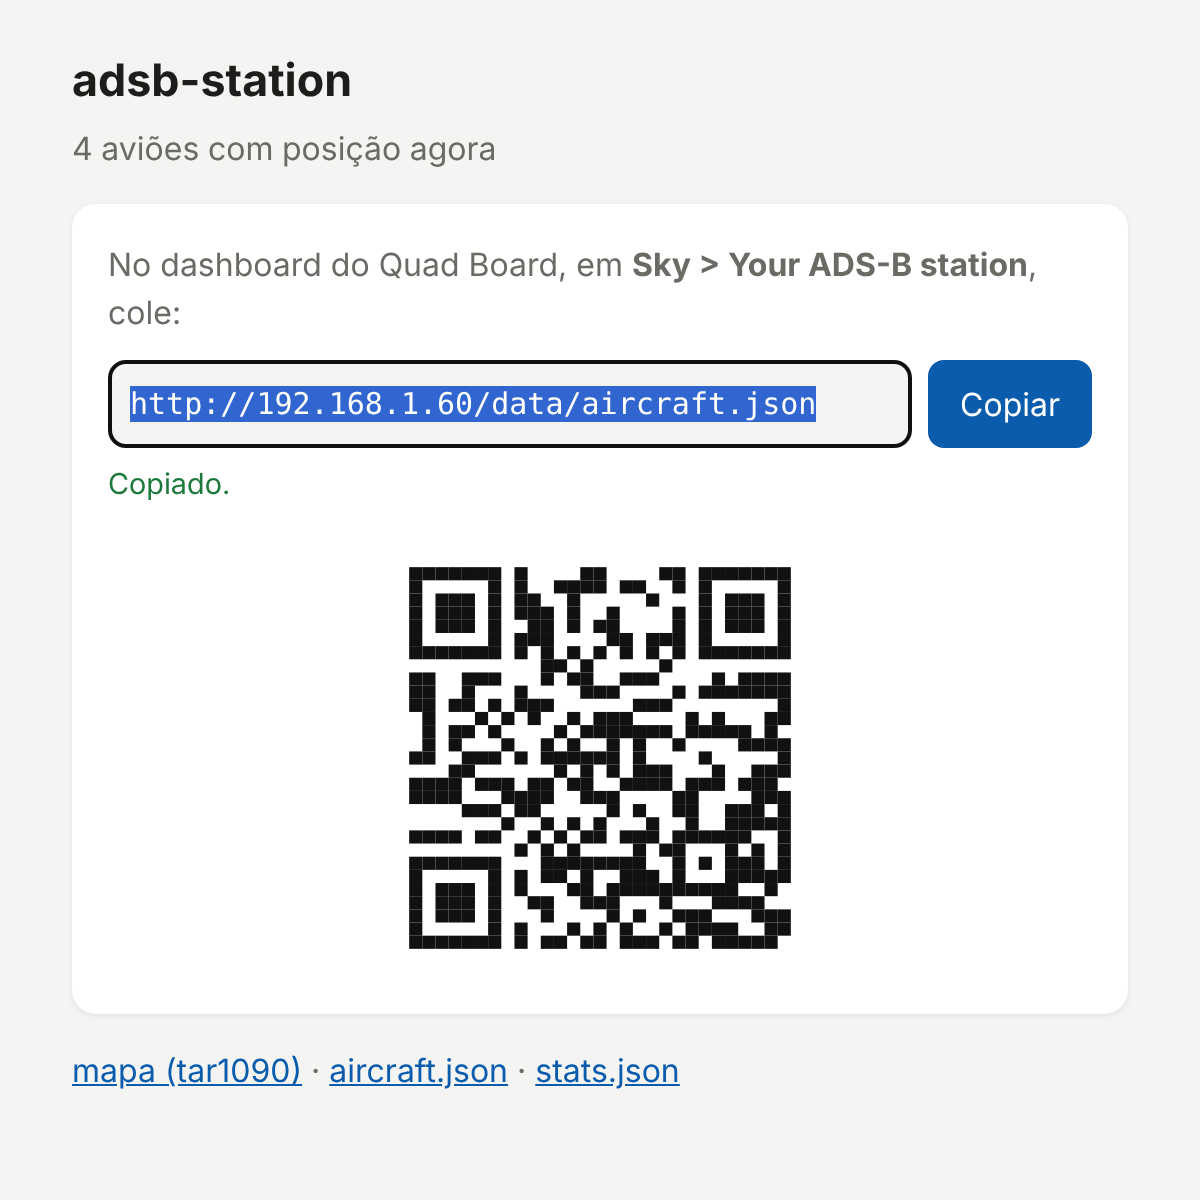 adsb-station
4 aviões com posição agora
No dashboard do Quad Board, em Sky > Your ADS-B station,
cole:
http://192.168.1.60/data/aircraft.json
Copiar
Copiado.
mapa (tar1090) · aircraft.json · stats.json